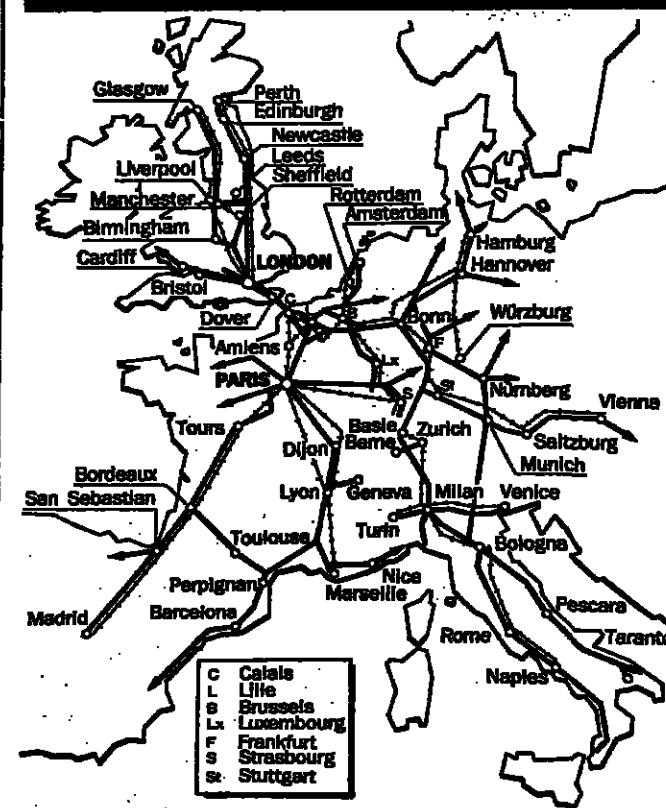 Glasgow
Perth
Edinburgh
Newcastle
Leeds
Liverpool
Sheffield
Manchester
Rotterdam
Amsterdam
Birmingham
Hamburg
Cardiff
LONDON
Hannover
Bristol
Dover
C
L
B
Bonn
Würzburg
Amiens
F
Lx
PARIS
St
Nürnberg
S
Vienna
Tours
Basle
Zurich
Dijon
Berne
Saltzburg
Munich
Bordeaux
Lyon
Geneva
Milan
Venice
San Sebastian
Turin
Toulouse
Bologna
Perpignan
Nice
Marseille
Barcelona
Pescara
Madrid
Rome
Taranto
Naples
C Calais
L Lille
B Brussels
Lx Luxembourg
F Frankfurt
S Strasbourg
St Stuttgart